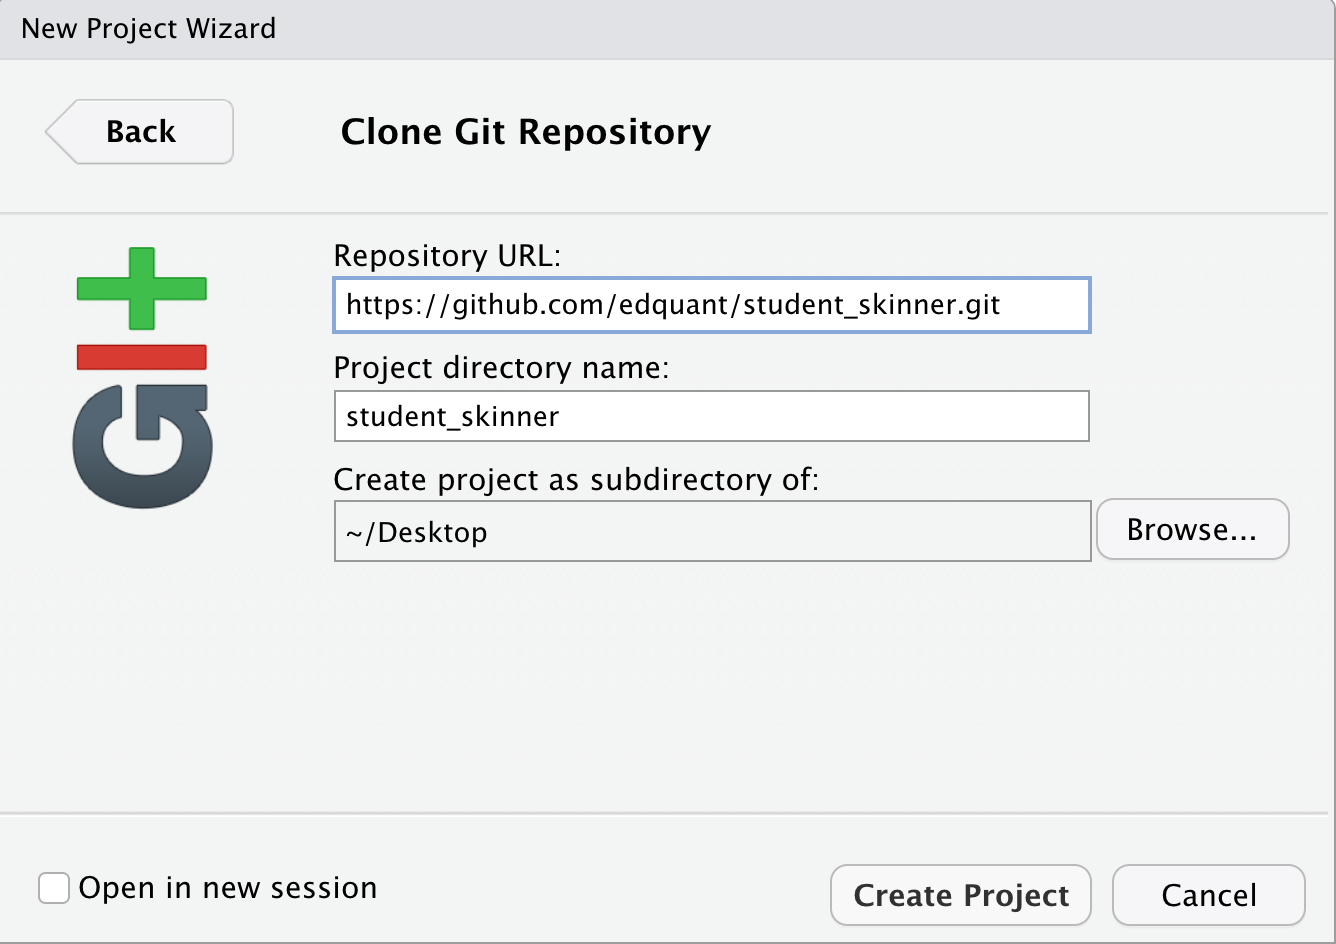 New Project Wizard
Back
Clone Git Repository
GIT
Repository URL:
https://github.com/edquant/student_skinner.git
Project directory name:
student_skinner
Create project as subdirectory of:
~/Desktop
Browse...
Open in new session
Create Project
Cancel